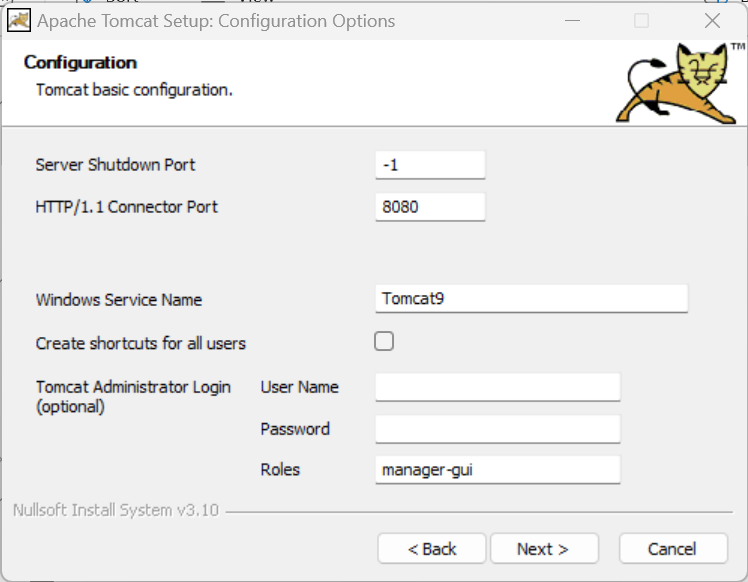 Apache Tomcat Setup: Configuration Options
Configuration
Tomcat basic configuration.
TM
Server Shutdown Port -1
HTTP/1.1 Connector Port 8080
Windows Service Name Tomcat9
Create shortcuts for all users
Tomcat Administrator Login User Name
(optional)
Password
Roles manager-gui
Nullsoft Install System v3.10
< Back Next > Cancel